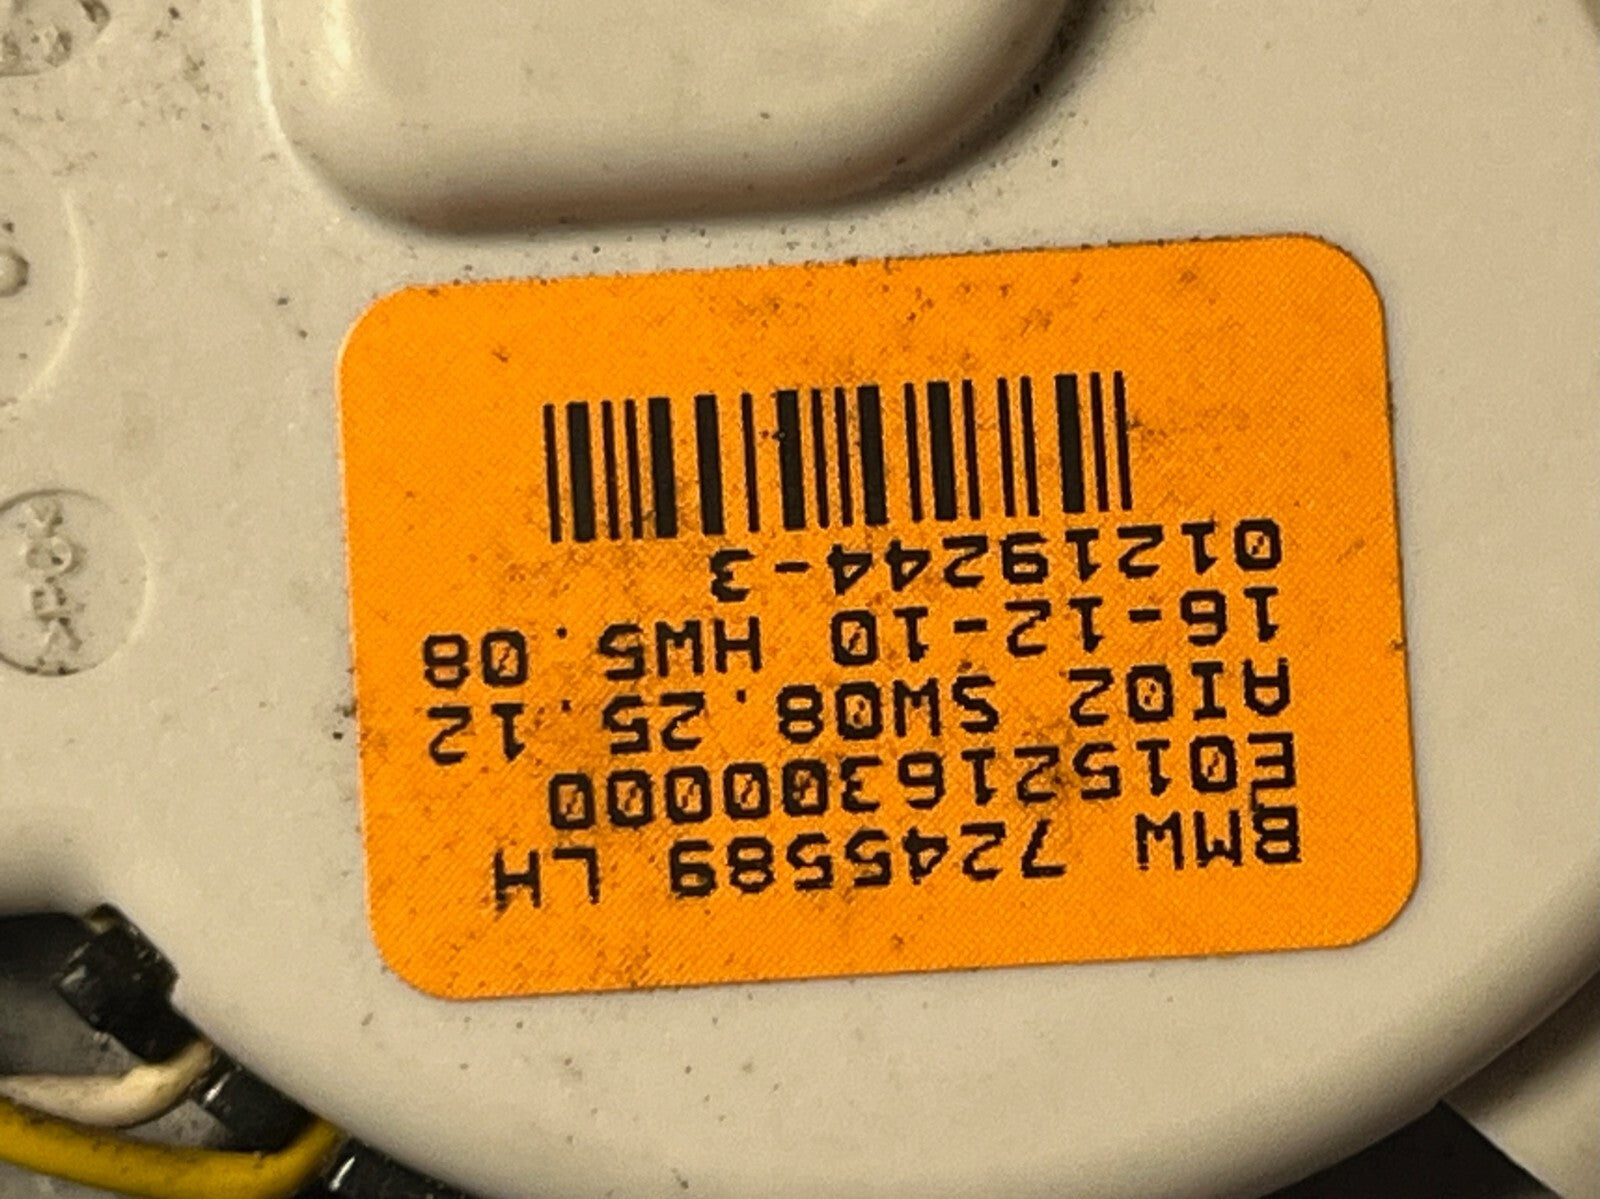 BMW 7245589 LH
E015216300000
AI02 SW08.25.12
16-12-10 HW5.08
01219244-3